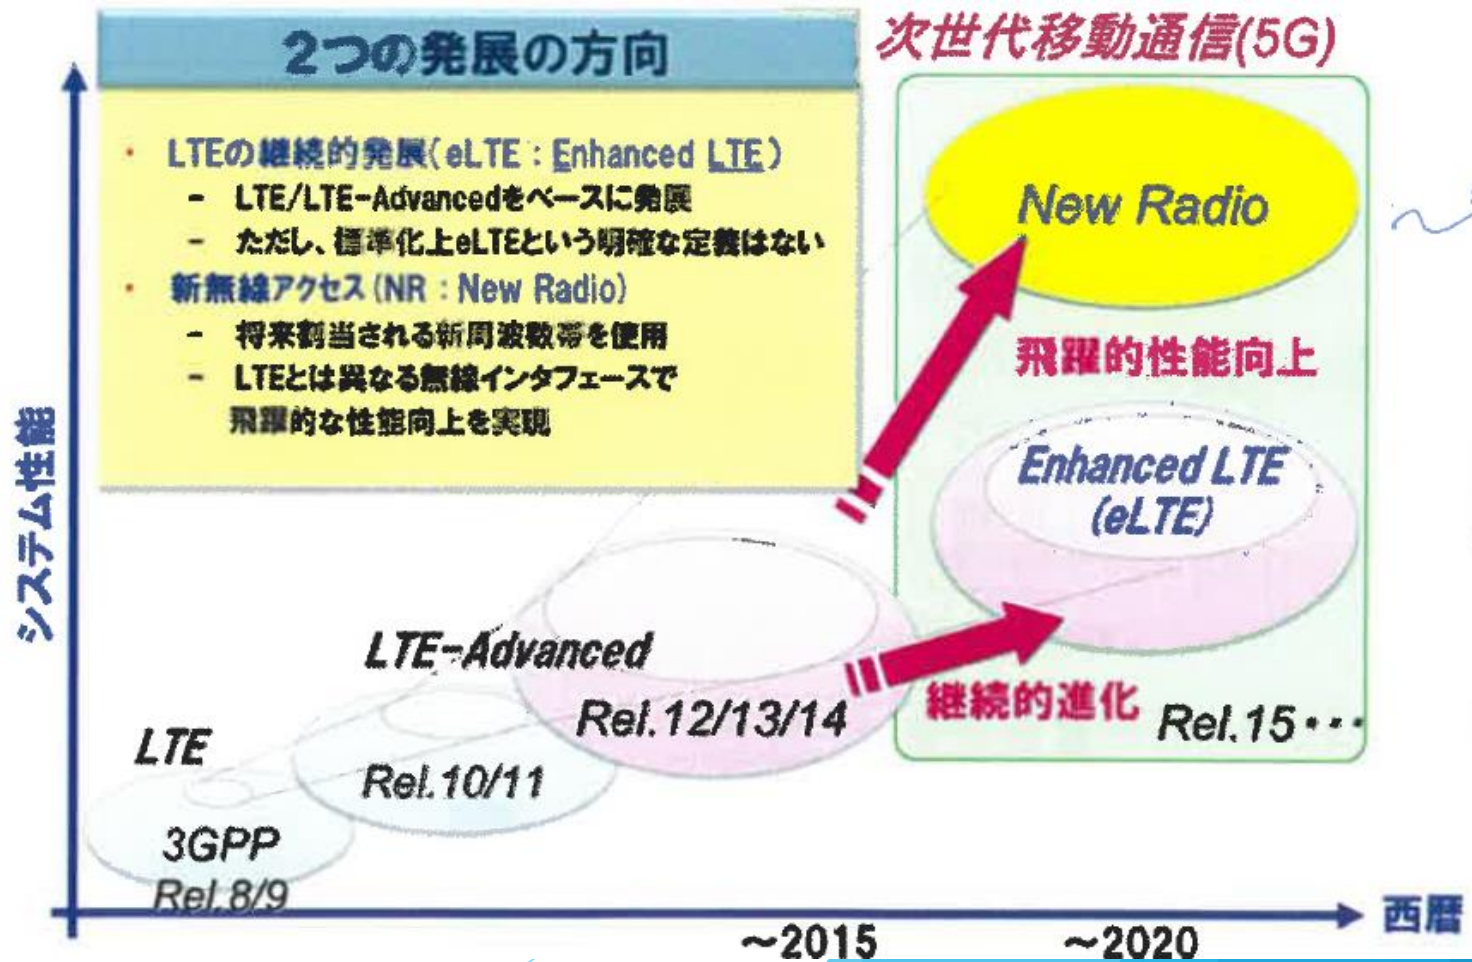 2つの発展の方向
・ LTEの継続的発展(eLTE:Enhanced LTE)
- LTE/LTE-Advancedをベースに発展
- ただし、標準化上eLTEという明確な定義はない
・ 新無線アクセス(NR:New Radio)
- 将来割当される新周波数帯を使用
- LTEとは異なる無線インタフェースで
飛躍的な性能向上を実現
次世代移動通信(5G)
New Radio
飛躍的性能向上
Enhanced LTE
(eLTE)
継続的進化
Rel.15・・・
LTE-Advanced
Rel.12/13/14
Rel.10/11
LTE
3GPP
Rel.8/9
システム性能
~2015
~2020
西暦